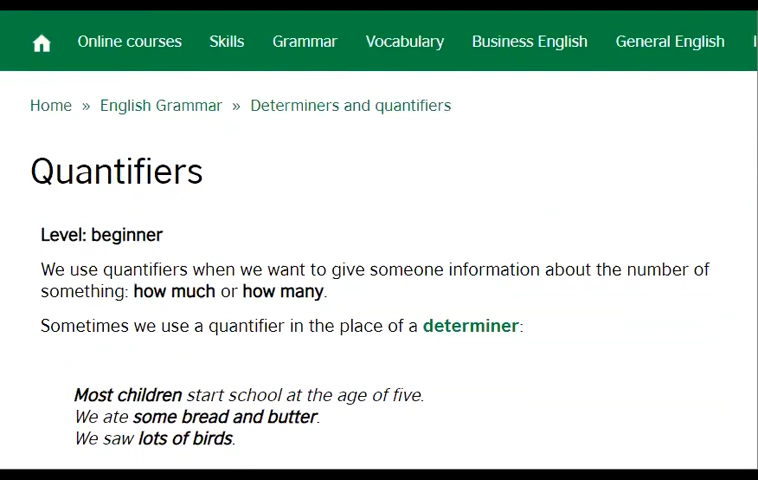 Online courses Skills Grammar Vocabulary Business English General English
Home » English Grammar » Determiners and quantifiers
Quantifiers
Level: beginner
We use quantifiers when we want to give someone information about the number of
something: how much or how many.
Sometimes we use a quantifier in the place of a determiner:
Most children start school at the age of five.
We ate some bread and butter.
We saw lots of birds.